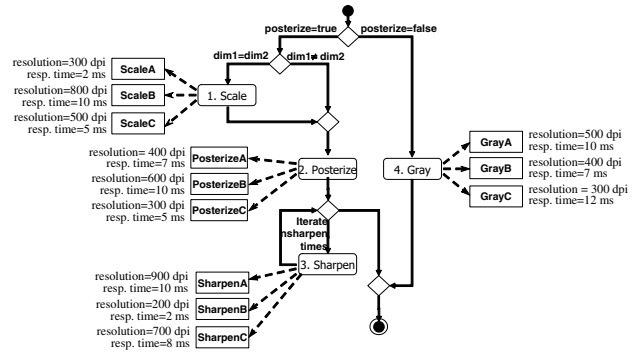 posterize=true
posterize=false
dim1=dim2
dim1≠ dim2
resolution=300 dpi
resp. time=2 ms
ScaleA
resolution=800 dpi
resp. time=10 ms
ScaleB
resolution=500 dpi
resp. time=5 ms
ScaleC
1. Scale
resolution= 400 dpi
resp. time=7 ms
PosterizeA
resolution=600 dpi
resp. time=10 ms
PosterizeB
resolution=300 dpi
resp. time=5 ms
PosterizeC
2. Posterize
4. Gray
GrayA
resolution=500 dpi
resp. time=10 ms
GrayB
resolution=400 dpi
resp. time=7 ms
GrayC
resolution = 300 dpi
resp. time=12 ms
Iterate
nsharpen
times
3. Sharpen
resolution=900 dpi
resp. time=10 ms
SharpenA
resolution=200 dpi
resp. time=2 ms
SharpenB
resolution=700 dpi
resp. time=8 ms
SharpenC